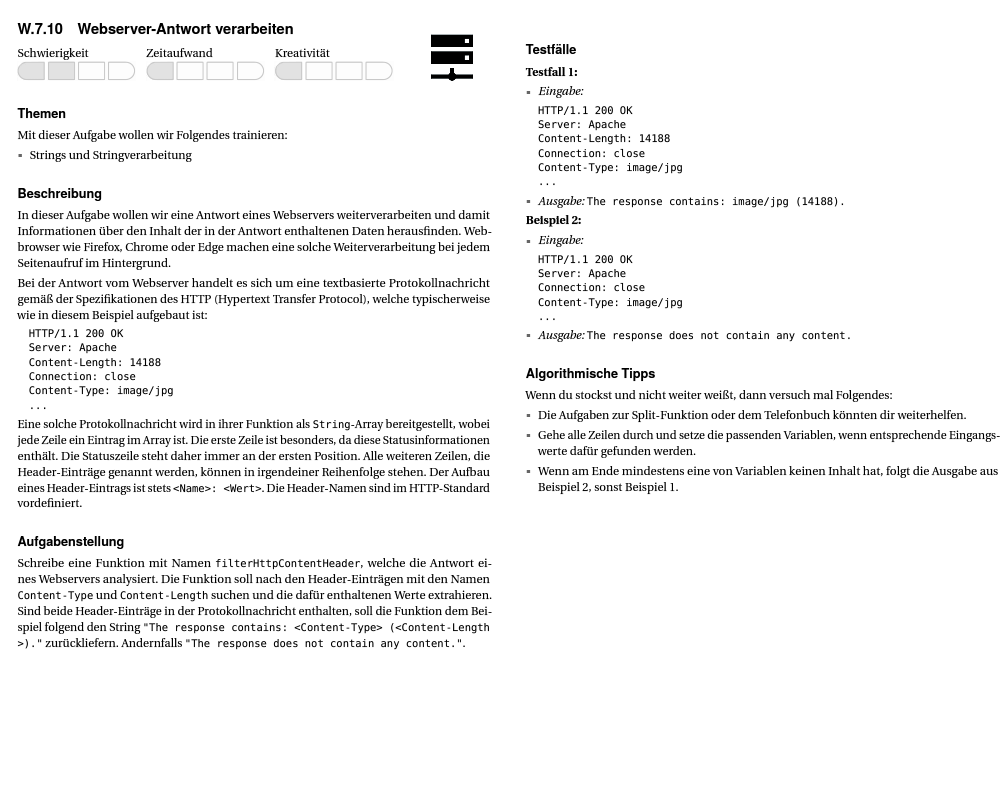 W.7.10 Webserver-Antwort verarbeiten
Schwierigkeit Zeitaufwand Kreativität
Themen
Mit dieser Aufgabe wollen wir Folgendes trainieren:
▪ Strings und Stringverarbeitung
Beschreibung
In dieser Aufgabe wollen wir eine Antwort eines Webservers weiterverarbeiten und damit
Informationen über den Inhalt der in der Antwort enthaltenen Daten herausfinden. Web-
browser wie Firefox, Chrome oder Edge machen eine solche Weiterverarbeitung bei jedem
Seitenaufruf im Hintergrund.
Bei der Antwort vom Webserver handelt es sich um eine textbasierte Protokollnachricht
gemäß der Spezifikationen des HTTP (Hypertext Transfer Protocol), welche typischerweise
wie in diesem Beispiel aufgebaut ist:
HTTP/1.1 200 OK
Server: Apache
Content-Length: 14188
Connection: close
Content-Type: image/jpg
...
Eine solche Protokollnachricht wird in ihrer Funktion als String-Array bereitgestellt, wobei
jede Zeile ein Eintrag im Array ist. Die erste Zeile ist besonders, da diese Statusinformationen
enthält. Die Statuszeile steht daher immer an der ersten Position. Alle weiteren Zeilen, die
Header-Einträge genannt werden, können in irgendeiner Reihenfolge stehen. Der Aufbau
eines Header-Eintrags ist stets <Name>: <Wert>. Die Header-Namen sind im HTTP-Standard
vordefiniert.
Aufgabenstellung
Schreibe eine Funktion mit Namen filterHttpContentHeader, welche die Antwort ei-
nes Webservers analysiert. Die Funktion soll nach den Header-Einträgen mit den Namen
Content-Type und Content-Length suchen und die dafür enthaltenen Werte extrahieren.
Sind beide Header-Einträge in der Protokollnachricht enthalten, soll die Funktion dem Bei-
spiel folgend den String "The response contains: <Content-Type> (<Content-Length
>)." zurückliefern. Andernfalls "The response does not contain any content.".
Testfälle
Testfall 1:
▪ Eingabe:
HTTP/1.1 200 OK
Server: Apache
Content-Length: 14188
Connection: close
Content-Type: image/jpg
...
▪ Ausgabe: The response contains: image/jpg (14188).
Beispiel 2:
▪ Eingabe:
HTTP/1.1 200 OK
Server: Apache
Connection: close
Content-Type: image/jpg
...
▪ Ausgabe: The response does not contain any content.
Algorithmische Tipps
Wenn du stockst und nicht weiter weißt, dann versuch mal Folgendes:
▪ Die Aufgaben zur Split-Funktion oder dem Telefonbuch könnten dir weiterhelfen.
▪ Gehe alle Zeilen durch und setze die passenden Variablen, wenn entsprechende Eingangs-
werte dafür gefunden werden.
▪ Wenn am Ende mindestens eine von Variablen keinen Inhalt hat, folgt die Ausgabe aus
Beispiel 2, sonst Beispiel 1.